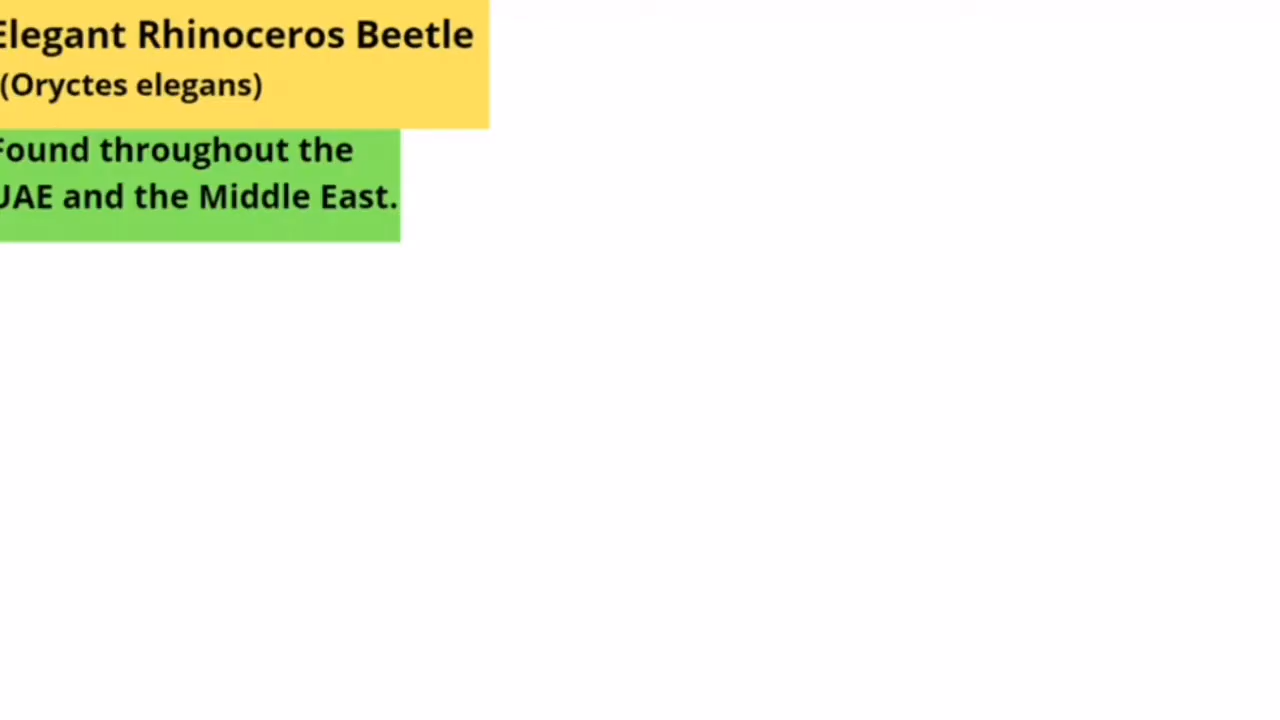 Elegant Rhinoceros Beetle
(Oryctes elegans)
Found throughout the
UAE and the Middle East.